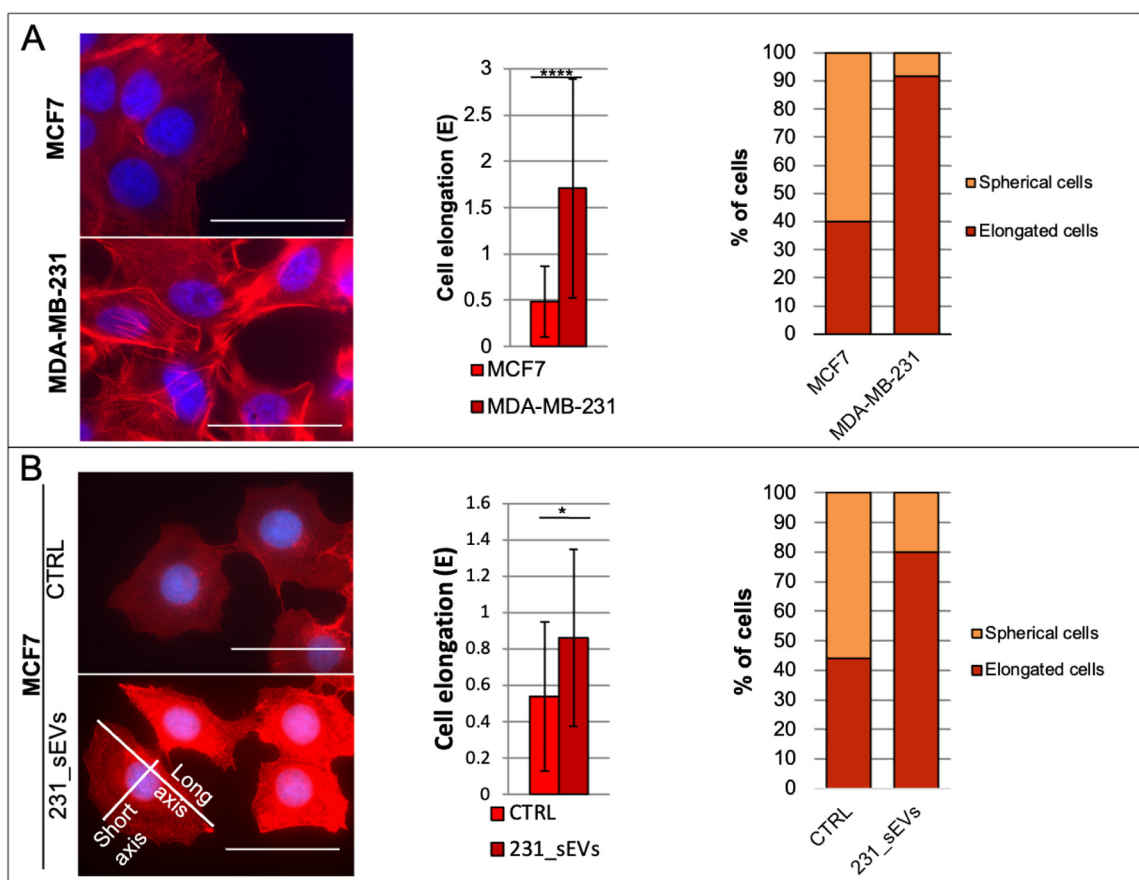 A
MCF7
MDA-MB-231
Cell elongation (E)
3
2.5
2
1.5
1
0.5
0
****
MCF7
MDA-MB-231
% of cells
100
90
80
70
60
50
40
30
20
10
0
MCF7
MDA-MB-231
Spherical cells
Elongated cells
B
MCF7
CTRL
231_sEVs
Long
axis
Short
axis
Cell elongation (E)
1.6
1.4
1.2
1
0.8
0.6
0.4
0.2
0
*
CTRL
231_sEVs
% of cells
100
90
80
70
60
50
40
30
20
10
0
CTRL
231_sEVs
Spherical cells
Elongated cells